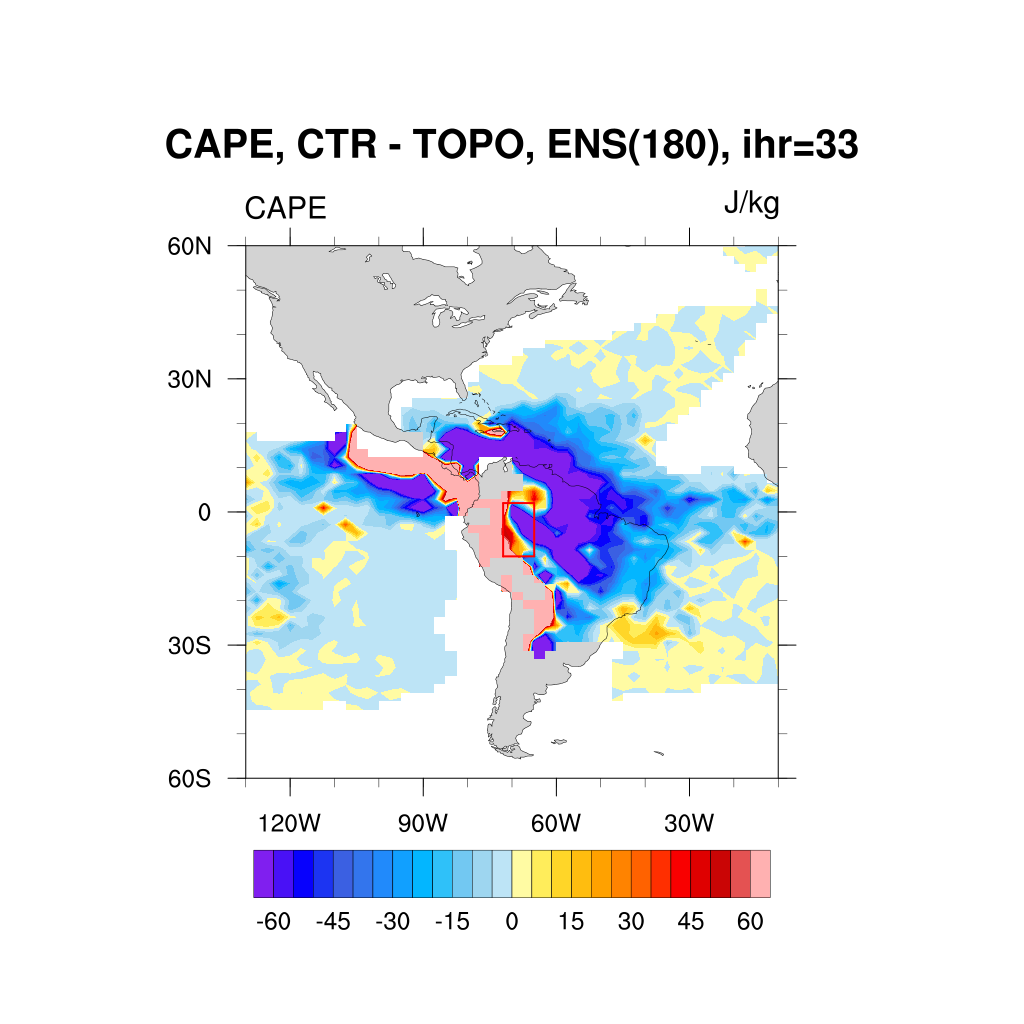 CAPE, CTR - TOPO, ENS(180), ihr=33
CAPE
J/kg
60N
30N
0
30S
60S
120W 90W 60W 30W
-60 -45 -30 -15 0 15 30 45 60